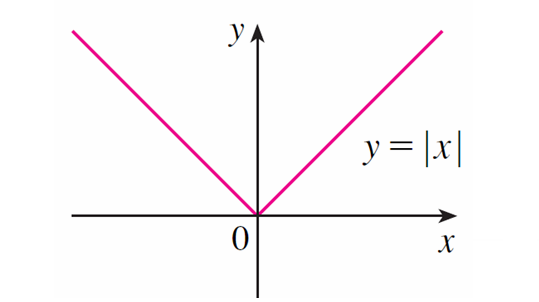 y
y = |x|
0
x